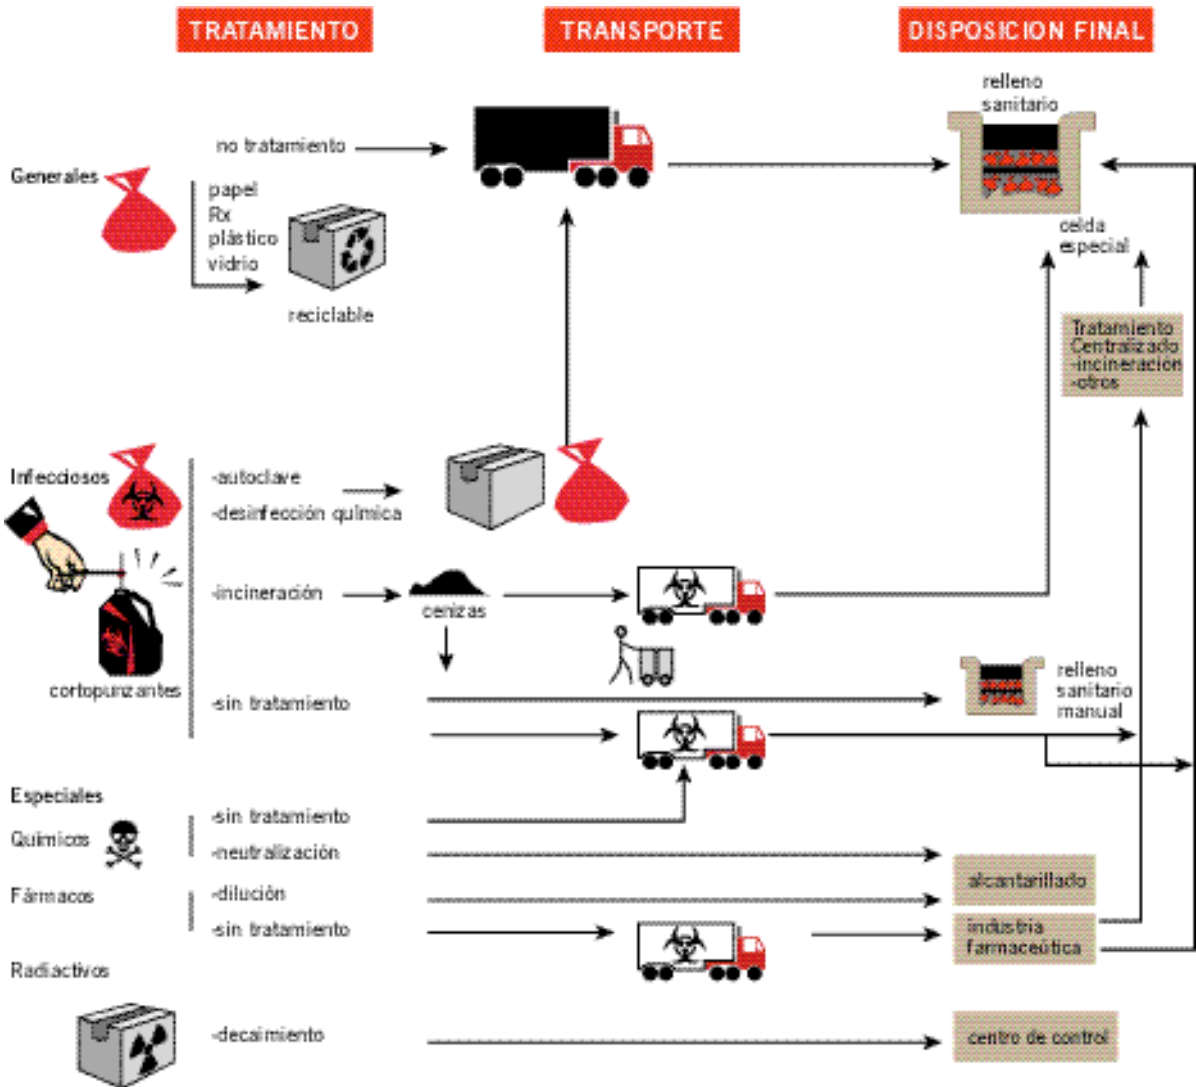 TRATAMIENTO
TRANSPORTE
DISPOSICION FINAL
relleno
sanitario
no tratamiento
Generales
papel
Rx
plástico
vidrio
reciclable
celda
especial
Tratamiento
Centralizado
-incineración
-otros
Infecciosos
-autoclave
-desinfección química
-incineración
cenizas
cortopunzantes
-sin tratamiento
relleno
sanitario
manual
Especiales
Químicos
-sin tratamiento
-neutralización
alcantarillado
Fármacos
-dilución
-sin tratamiento
industria
farmaceútica
Radiactivos
-decaimiento
centro de control